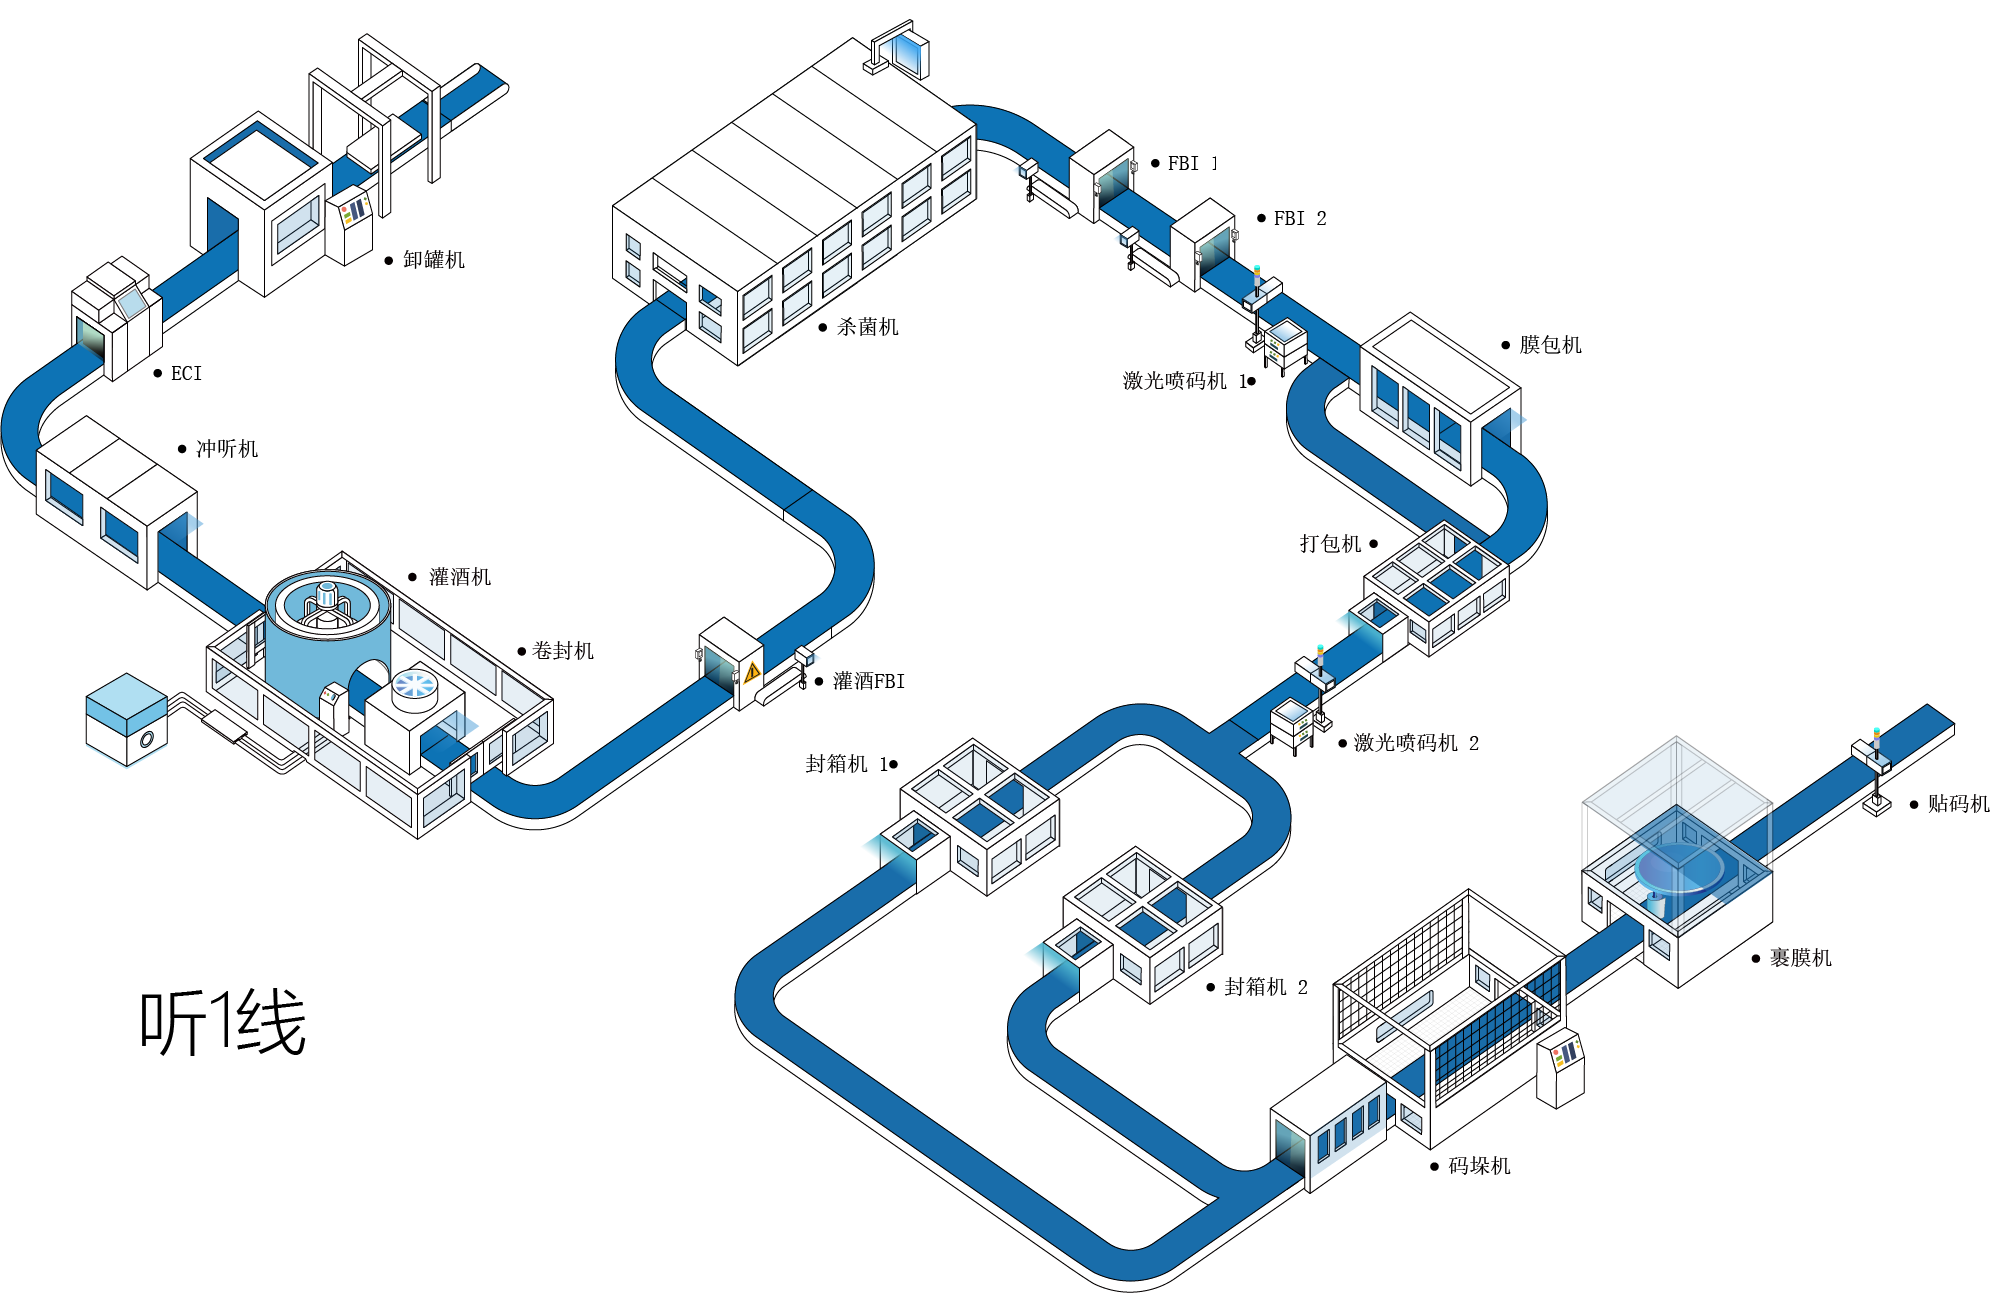 FBI 1
FBI 2
卸罐机
杀菌机
膜包机
ECI
激光喷码机 1
冲听机
打包机
灌酒机
卷封机
灌酒FBI
激光喷码机 2
封箱机 1
贴码机
裹膜机
封箱机 2
听1线
码垛机